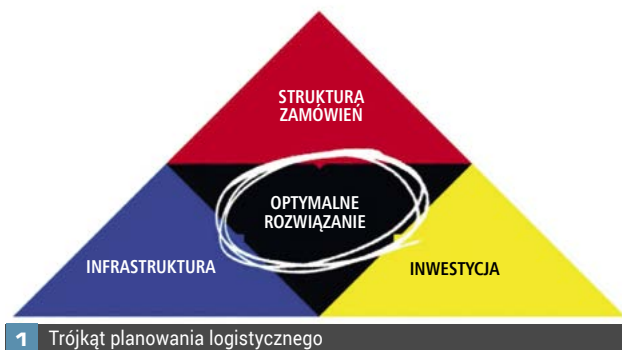 STRUKTURA
ZAMÓWIEŃ
OPTYMALNE
ROZWIĄZANIE
INFRASTRUKTURA
INWESTYCJA
1 Trójkąt planowania logistycznego